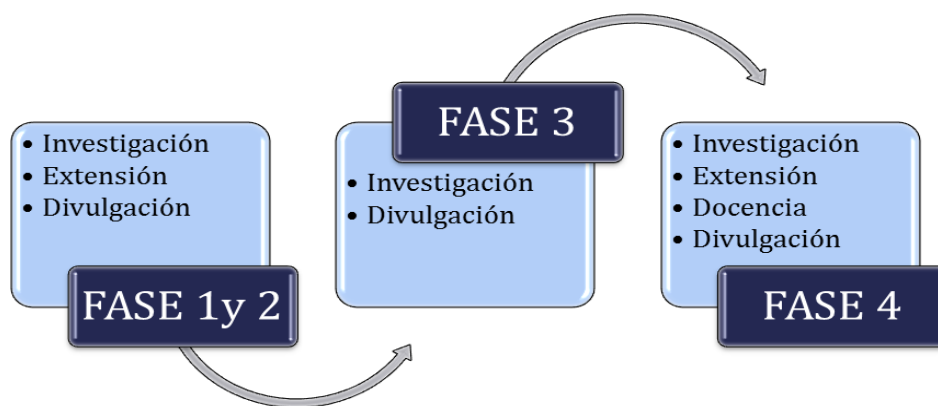 • Investigación
• Extensión
• Divulgación
FASE 1y 2
FASE 3
• Investigación
• Divulgación
• Investigación
• Extensión
• Docencia
• Divulgación
FASE 4